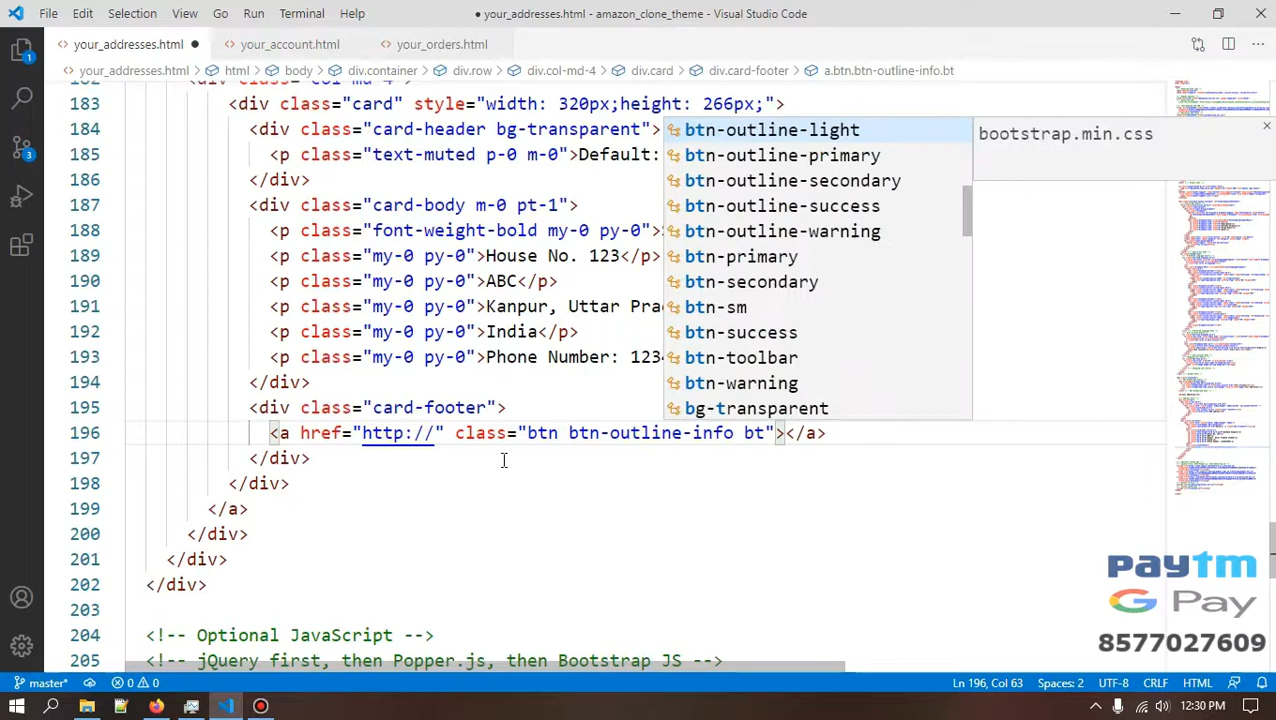 File Edit Selection View Go Run Terminal Help ● your_addresses.html - amazon_clone_theme - Visual Studio Code
<> your_addresses.html ● <> your_account.html <> your_orders.html
<> your_addresses.html > html > body > div.container > div.row > div.col-md-4 > div.card > div.card-footer > a.btn.btn-outline-info.bt
183 <div class="card" style="width: 320px;height: 266px;">
184 <div class="card-header bg-transparent">
185 <p class="text-muted p-0 m-0">Default:
186 </div>
187 <div class="card-body
188 <p class="font-weight-bold my-0 py-0">
189 <p class="my-0 py-0">House No. 123</p>
190 <p class="my-0 py-0">ABC
191 <p class="my-0 py-0">
192 <p class="my-0 py-0">India</p>
193 <p class="my-0 py-0">Phone Number: 123
194 </div>
195 <div class="card-footer">
196 <a href="http://" class="btn btn-outline-info bt"></a>
197 </div>
198 </div>
199 </a>
200 </div>
201 </div>
202 </div>
203
204 <!-- Optional JavaScript -->
205 <!-- jQuery first, then Popper.js, then Bootstrap JS -->
btn-outline-light
btn-outline-primary
btn-outline-secondary
btn-outline-success
btn-outline-warning
btn-primary
btn-secondary
btn-sm
btn-success
btn-toolbar
btn-warning
bg-transparent
bootstrap.min.css
1
3
paytm
G Pay
8577027609
master* 0 0 Ln 196, Col 63 Spaces: 2 UTF-8 CRLF HTML
12:30 PM